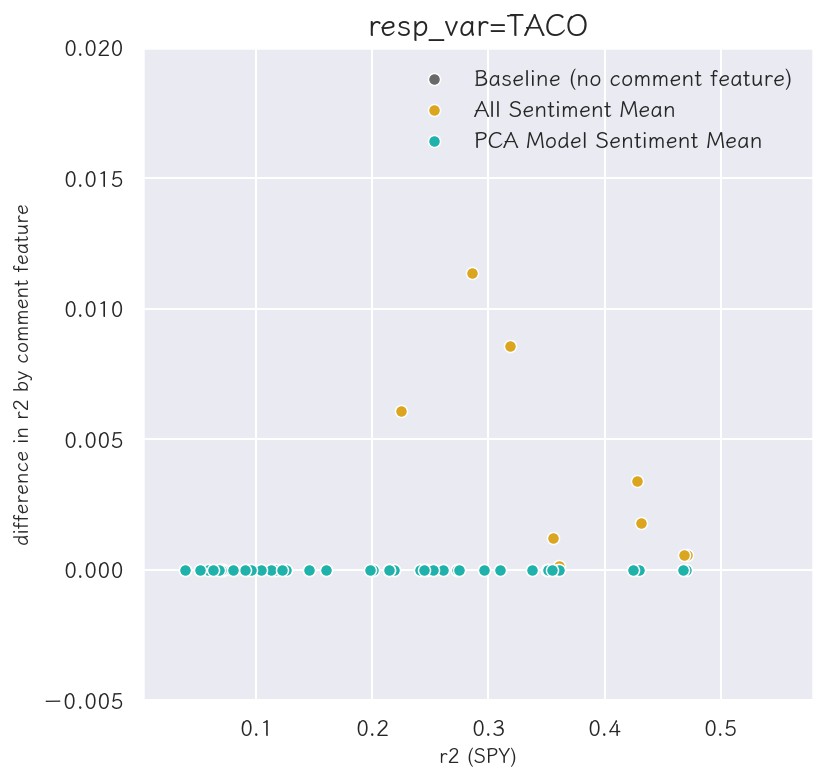 resp_var=TACO
0.020
0.015
0.010
0.005
0.000
−0.005
difference in r2 by comment feature
Baseline (no comment feature)
All Sentiment Mean
PCA Model Sentiment Mean
0.1
0.2
0.3
0.4
0.5
r2 (SPY)